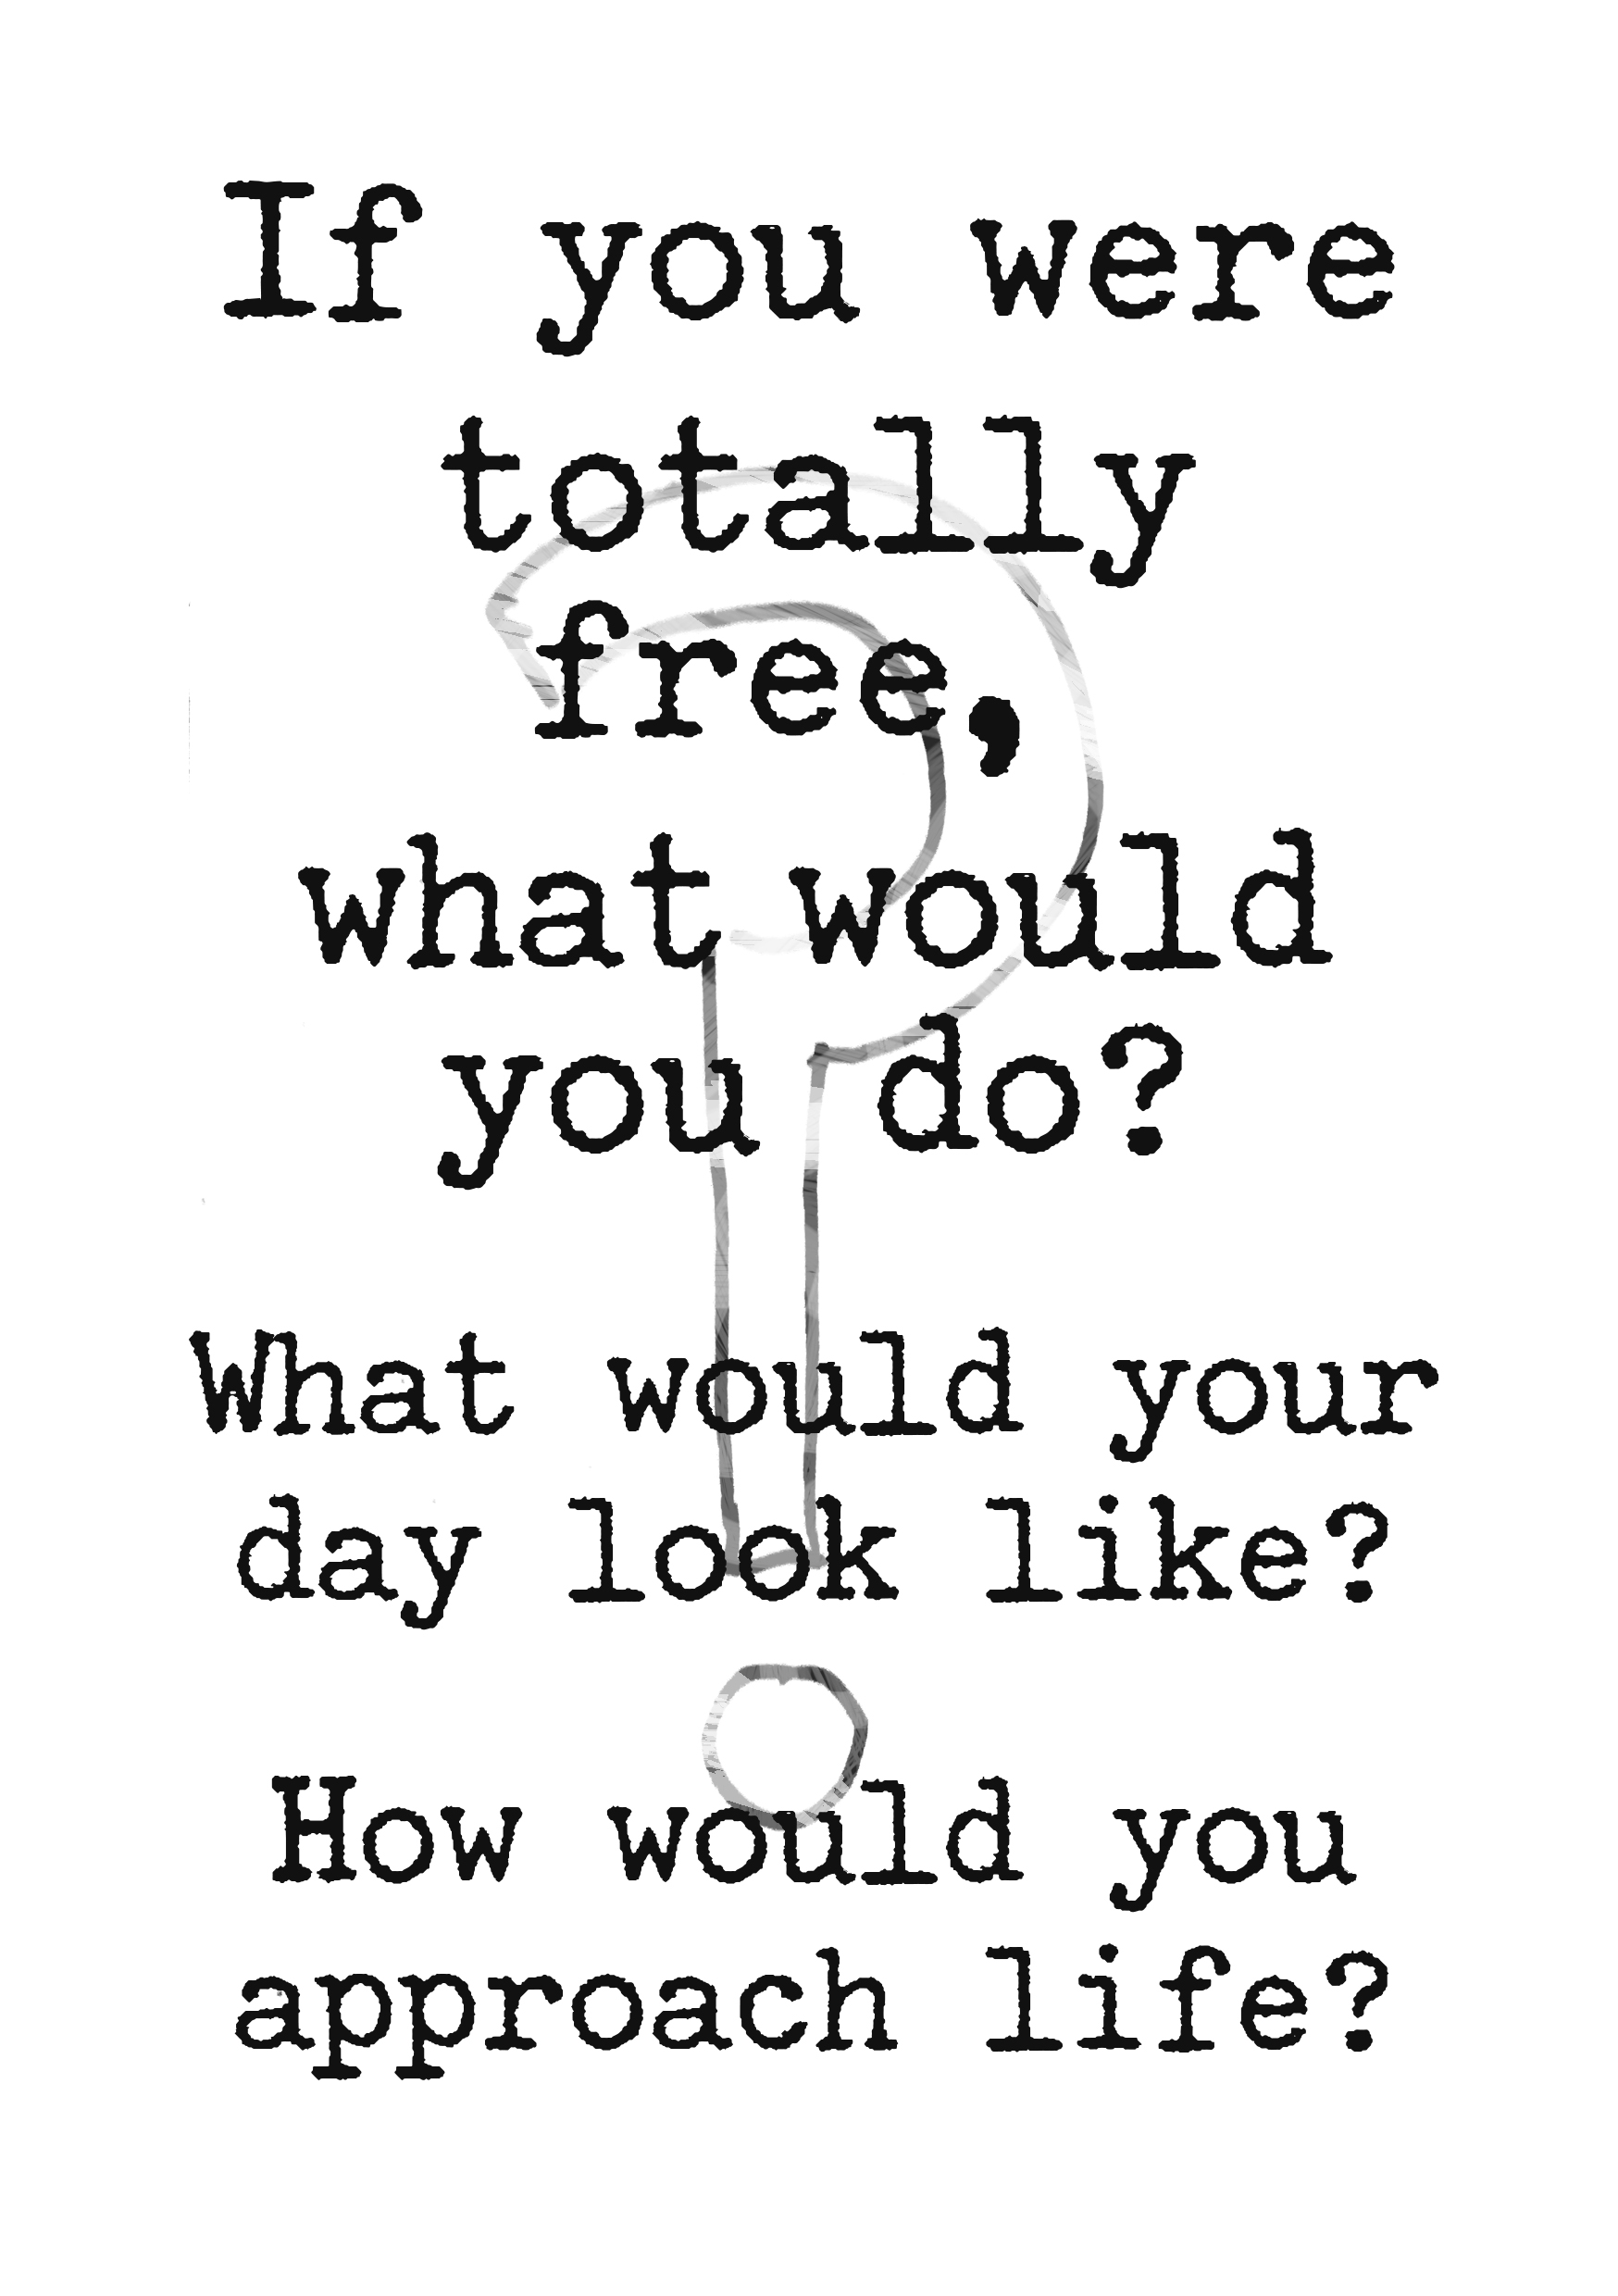 If you were
totally
free,
what would
you do?
What would your
day look like?
How would you
approach life?